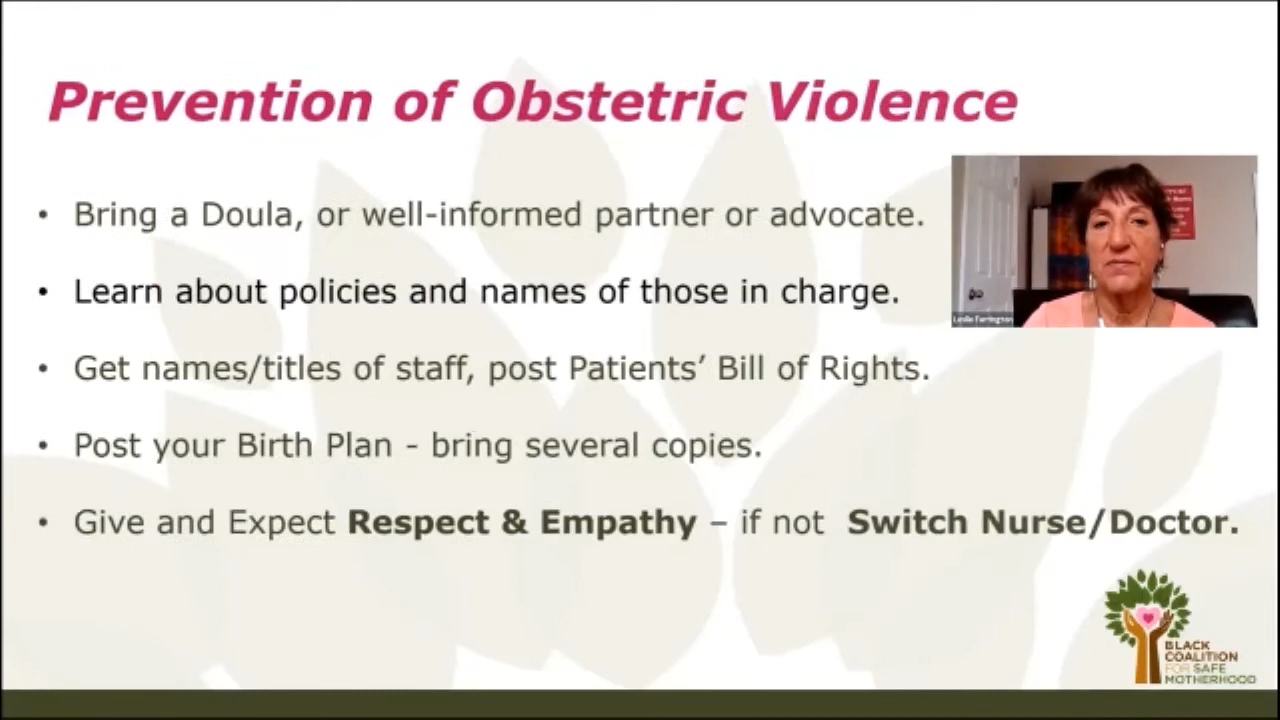 Prevention of Obstetric Violence
• Bring a Doula, or well-informed partner or advocate.
• Learn about policies and names of those in charge.
• Get names/titles of staff, post Patients’ Bill of Rights.
• Post your Birth Plan - bring several copies.
• Give and Expect Respect & Empathy – if not Switch Nurse/Doctor.
Leslie Farrington
BLACK
COALITION
FOR SAFE
MOTHERHOOD